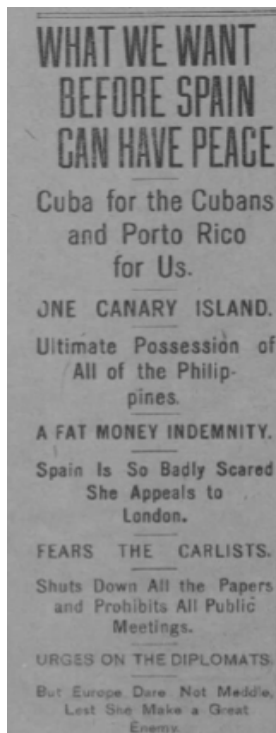 WHAT WE WANT
BEFORE SPAIN
CAN HAVE PEACE
Cuba for the Cubans
and Porto Rico
for Us.
ONE CANARY ISLAND.
Ultimate Possession of
All of the Philip-
pines.
A FAT MONEY INDEMNITY.
Spain Is So Badly Scared
She Appeals to
London.
FEARS THE CARLISTS.
Shuts Down All the Papers
and Prohibits All Public
Meetings.
URGES ON THE DIPLOMATS.
But Europe Dare Not Meddle,
Lest She Make a Great
Enemy.